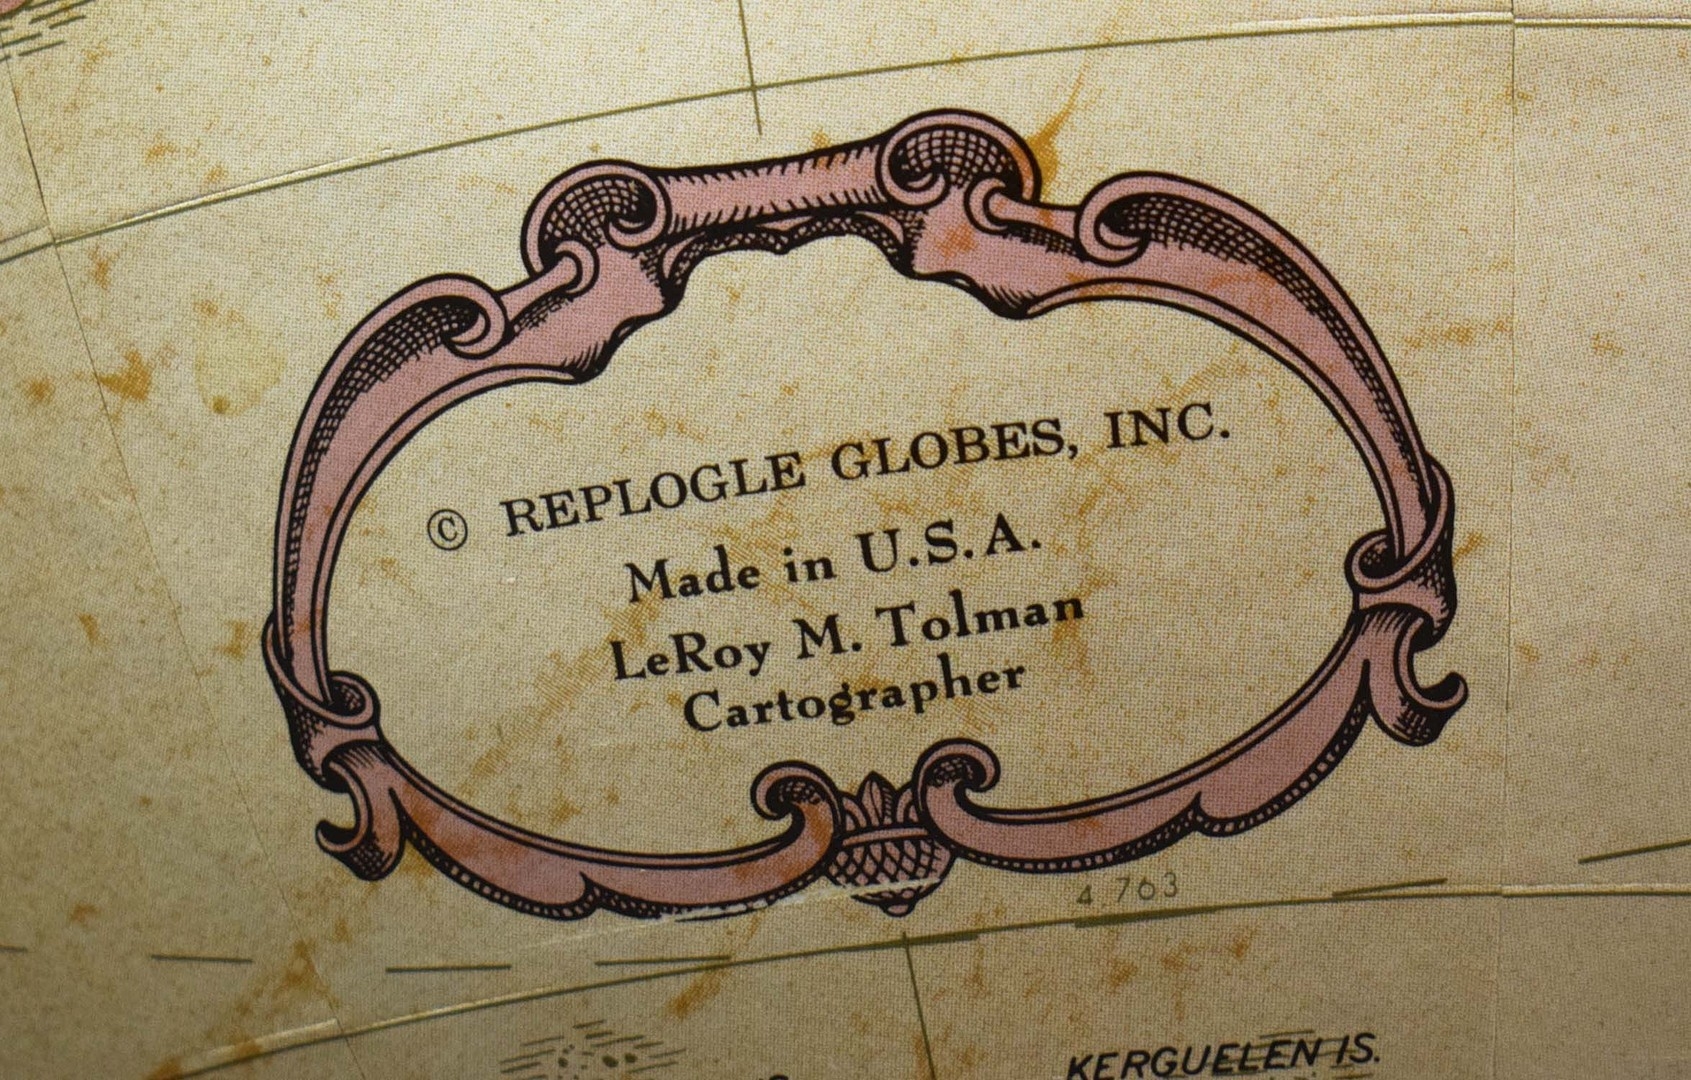 © REPLOGLE GLOBES, INC.
Made in U.S.A.
LeRoy M. Tolman
Cartographer
4,763
KERGUELEN IS.